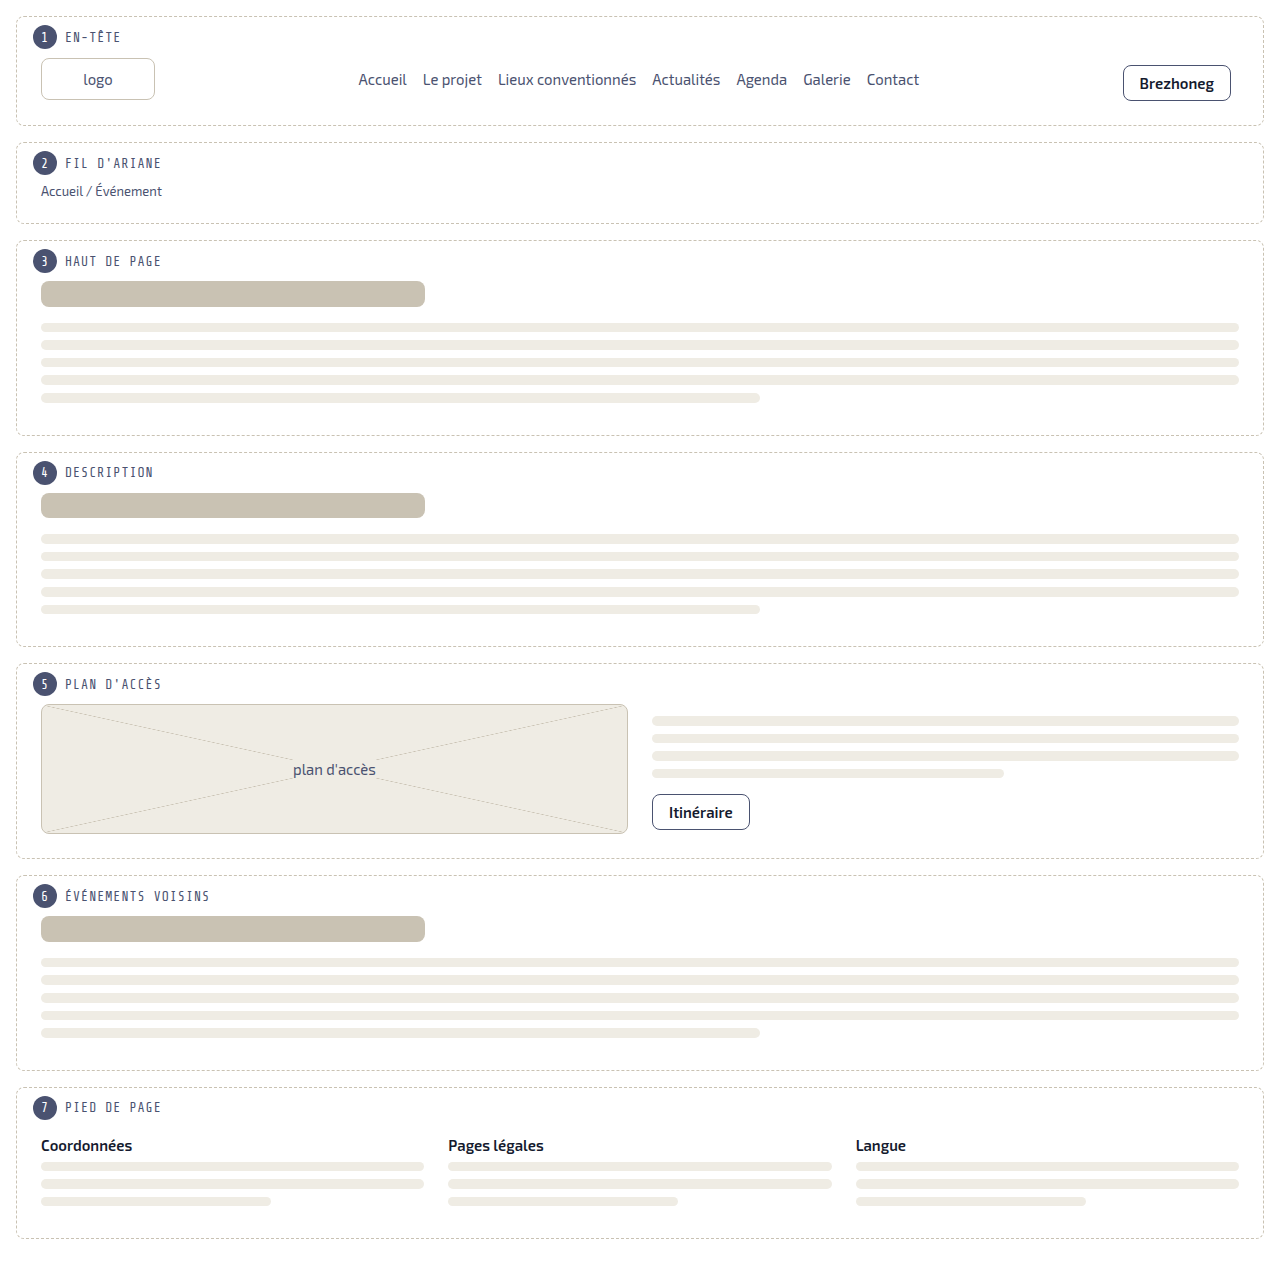 1 EN-TÊTE
logo
Accueil Le projet Lieux conventionnés Actualités Agenda Galerie Contact
Brezhoneg
2 FIL D'ARIANE
Accueil / Événement
3 HAUT DE PAGE
4 DESCRIPTION
5 PLAN D'ACCÈS
plan d'accès
Itinéraire
6 ÉVÉNEMENTS VOISINS
7 PIED DE PAGE
Coordonnées
Pages légales
Langue